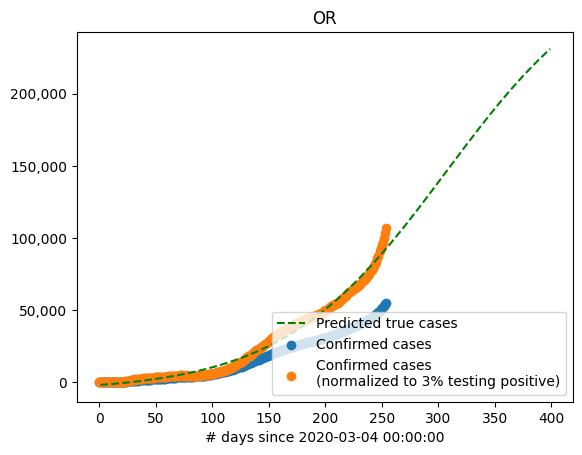 OR
200,000
150,000
100,000
50,000
0
Predicted true cases
Confirmed cases
Confirmed cases
(normalized to 3% testing positive)
0 50 100 150 200 250 300 350 400
# days since 2020-03-04 00:00:00